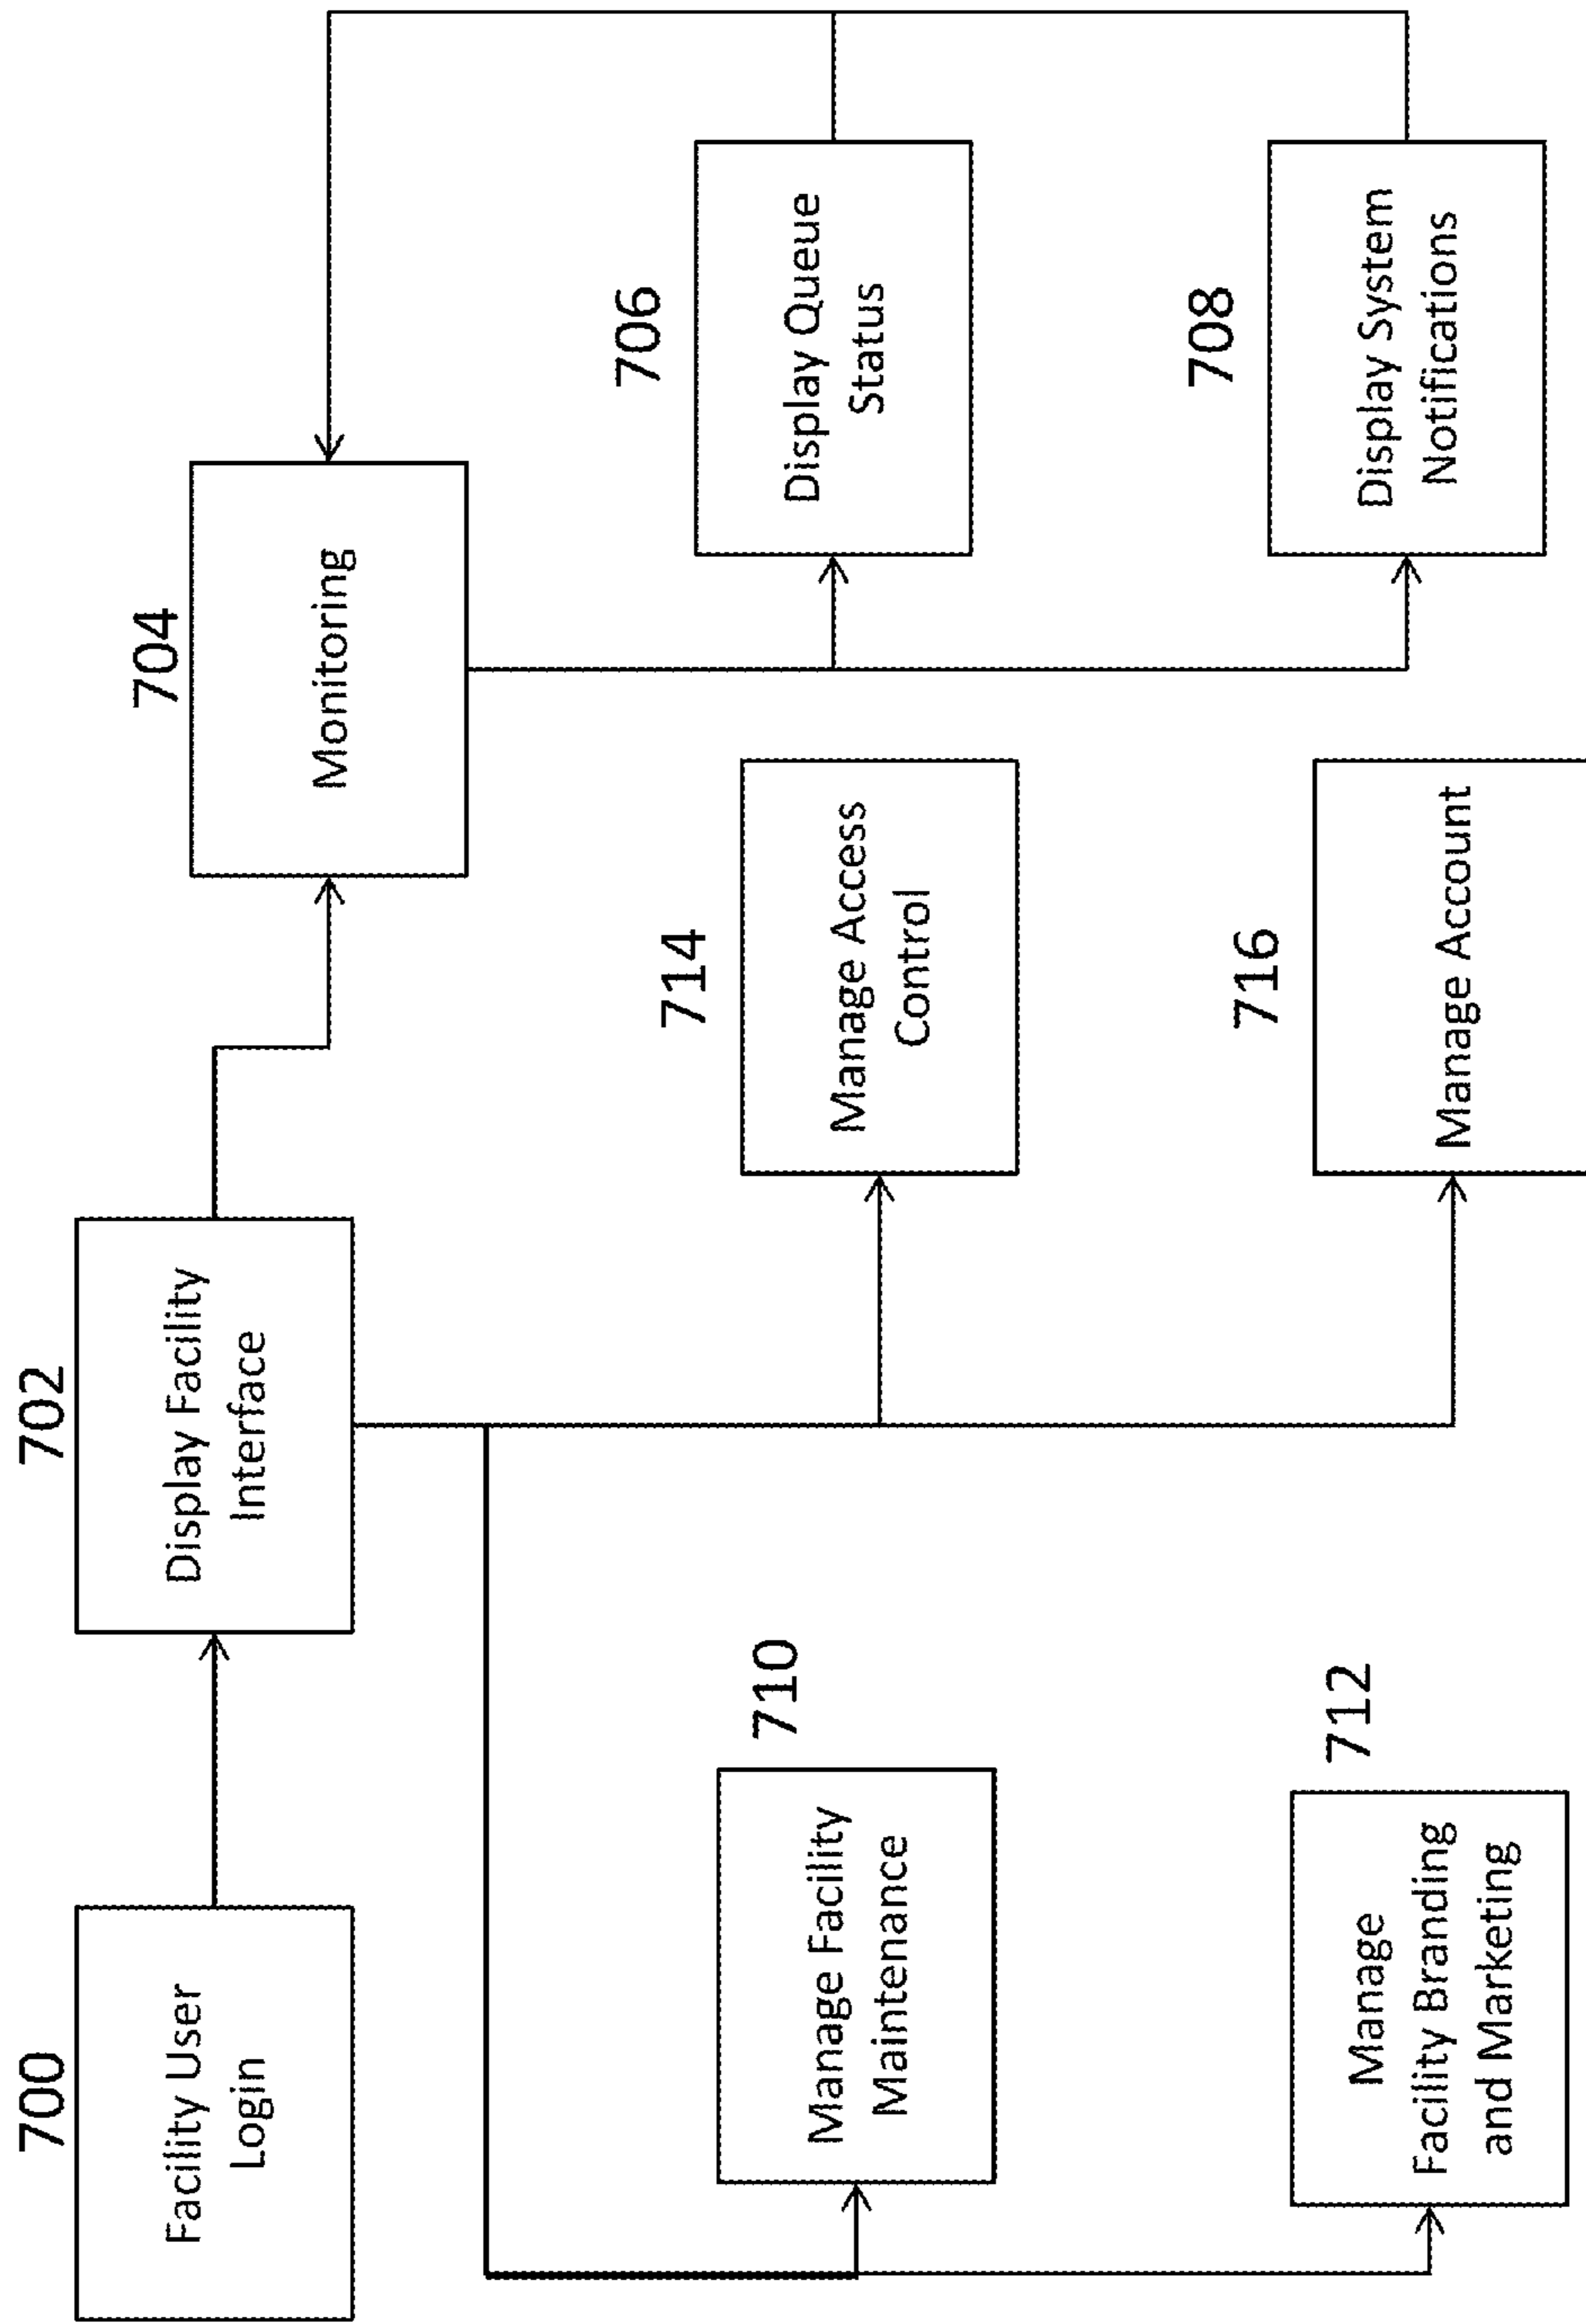 700
Facility User
Login
702
Display Facility
Interface
704
Monitoring
710
Manage Facility
Maintenance
714
Manage Access
Control
706
Display Queue
Status
712
Manage
Facility Branding
and Marketing
716
Manage Account
708
Display System
Notifications